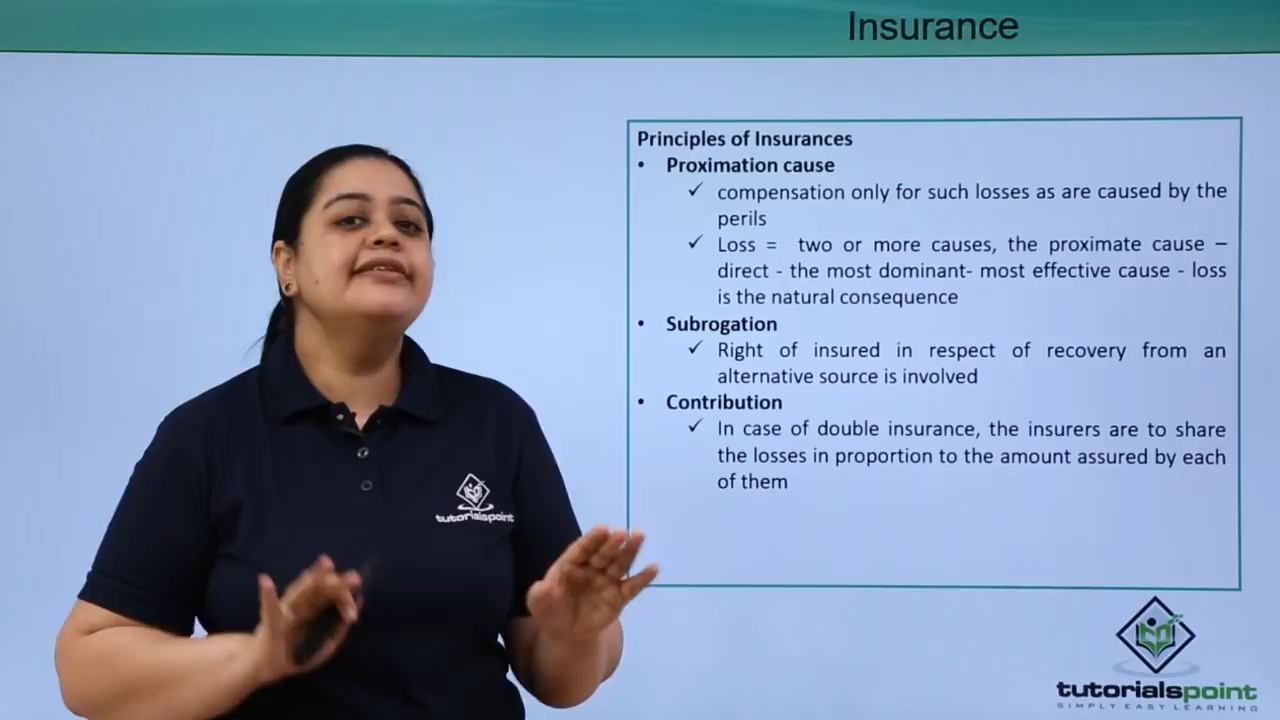 Insurance
Principles of Insurances
• Proximation cause
✓ compensation only for such losses as are caused by the
perils
✓ Loss = two or more causes, the proximate cause –
direct - the most dominant- most effective cause - loss
is the natural consequence
• Subrogation
✓ Right of insured in respect of recovery from an
alternative source is involved
• Contribution
✓ In case of double insurance, the insurers are to share
the losses in proportion to the amount assured by each
of them
tutorialspoint
tutorialspoint
SIMPLY EASY LEARNING